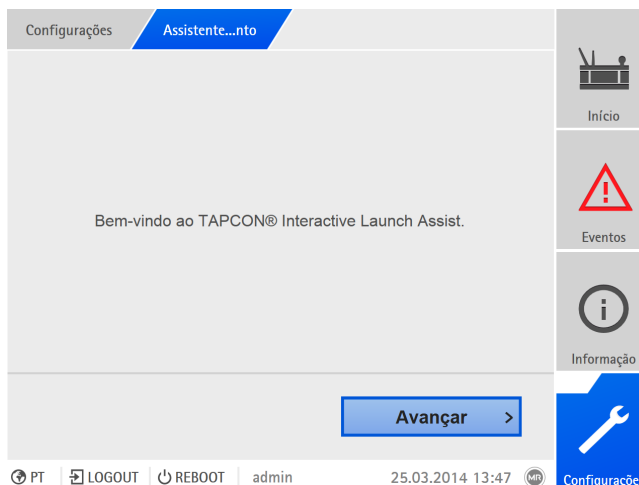 Configurações
Assistente...nto
Início
Bem-vindo ao TAPCON® Interactive Launch Assist.
Eventos
Informação
Avançar >
PT LOGOUT REBOOT admin 25.03.2014 13:47 MR
Configuraçõe